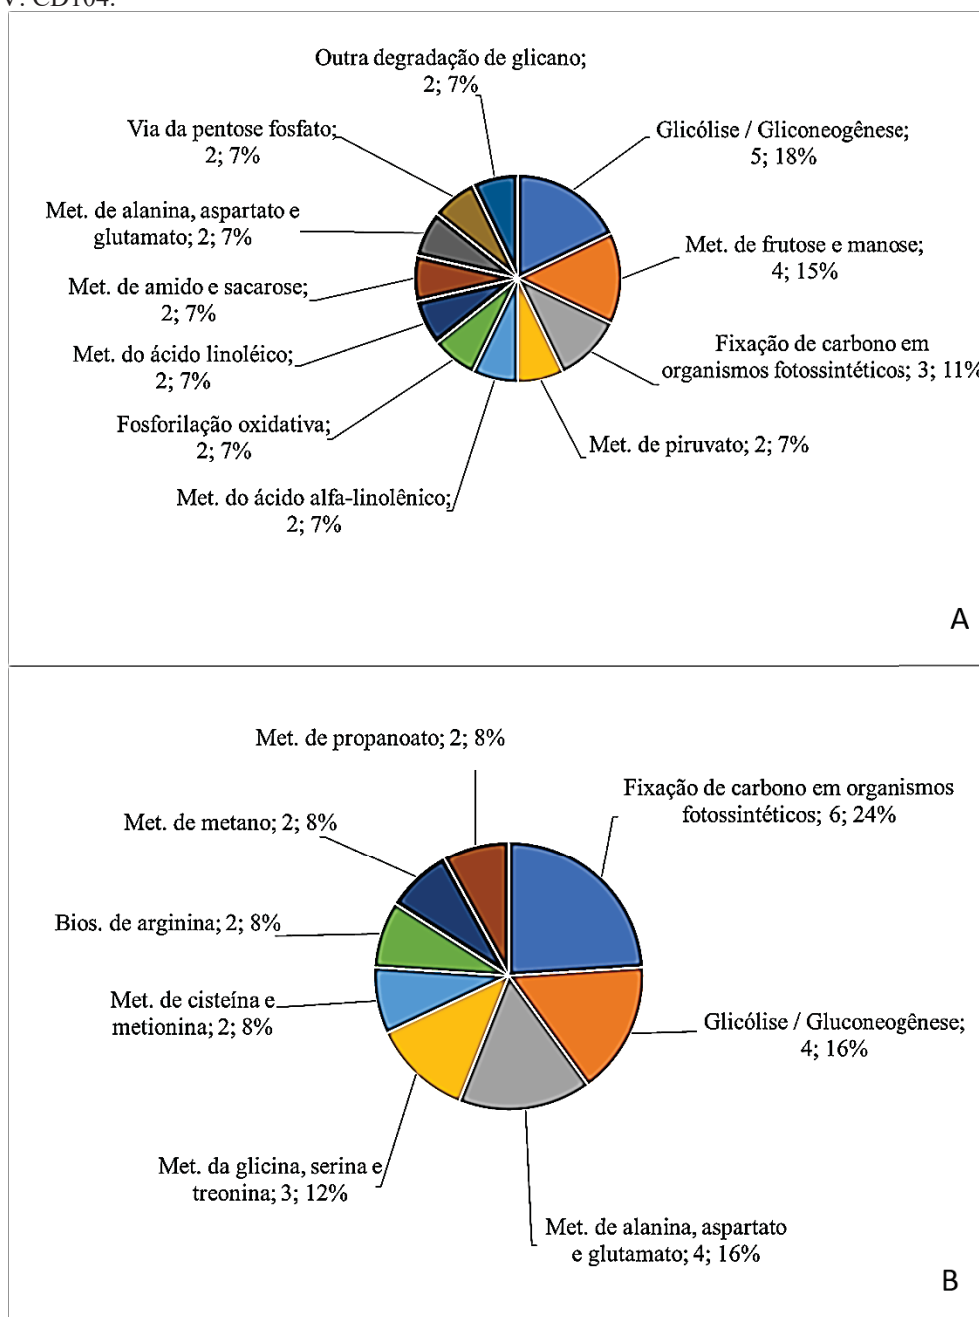 V. CD104.
Outra degradação de glicano;
2; 7%
Via da pentose fosfato;
2; 7%
Glicólise / Gliconeogênese;
5; 18%
Met. de alanina, aspartato e
glutamato; 2; 7%
Met. de frutose e manose;
4; 15%
Met. de amido e sacarose;
2; 7%
Met. do ácido linoléico;
2; 7%
Fixação de carbono em
organismos fotossintéticos; 3; 11%
Fosforilação oxidativa;
2; 7%
Met. de piruvato; 2; 7%
Met. do ácido alfa-linolênico;
2; 7%
A
Met. de propanoato; 2; 8%
Fixação de carbono em organismos
fotossintéticos; 6; 24%
Met. de metano; 2; 8%
Bios. de arginina; 2; 8%
Met. de cisteína e
metionina; 2; 8%
Glicólise / Gluconeogênese;
4; 16%
Met. da glicina, serina e
treonina; 3; 12%
Met. de alanina, aspartato
e glutamato; 4; 16%
B